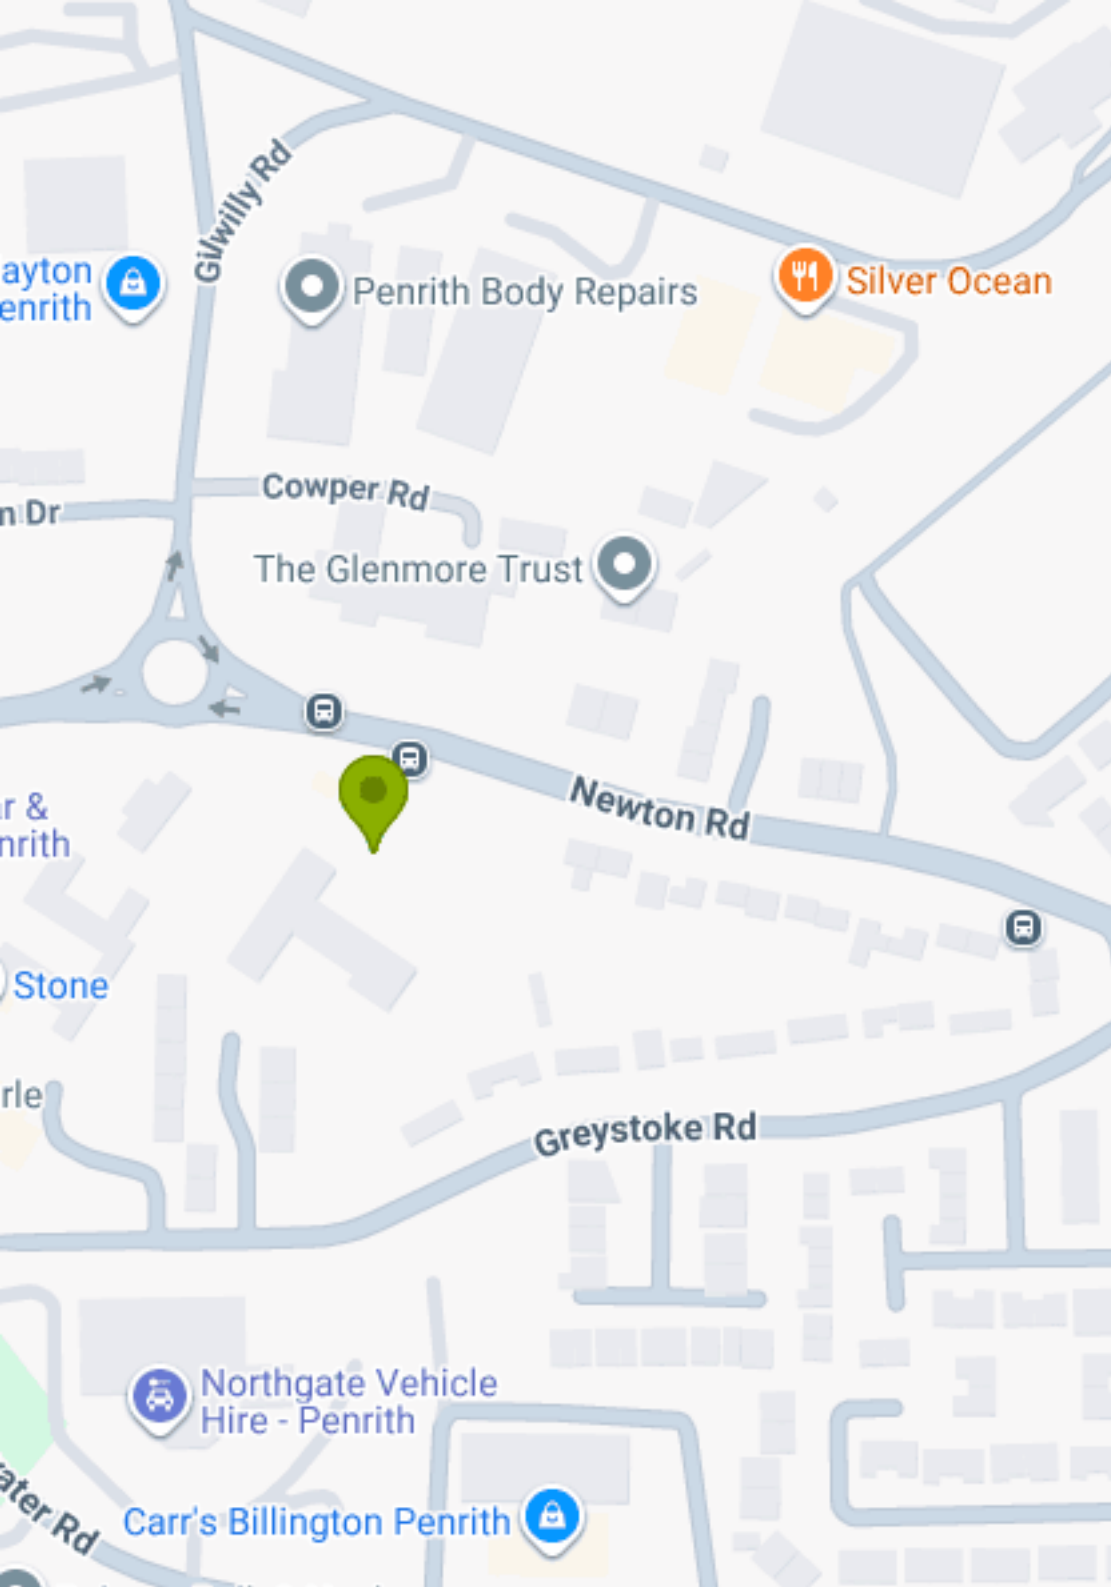 Gilwilly Rd
ayton
enrith
Penrith Body Repairs
Silver Ocean
Cowper Rd
n Dr
The Glenmore Trust
Newton Rd
ar &
nrith
Stone
rle
Greystoke Rd
Northgate Vehicle
Hire - Penrith
ater Rd
Carr's Billington Penrith